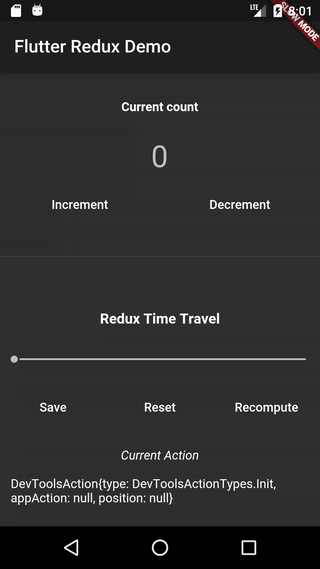 LTE 8:01
SLOW MODE
Flutter Redux Demo
Current count
0
Increment Decrement
Redux Time Travel
Save Reset Recompute
Current Action
DevToolsAction{type: DevToolsActionTypes.Init,
appAction: null, position: null}